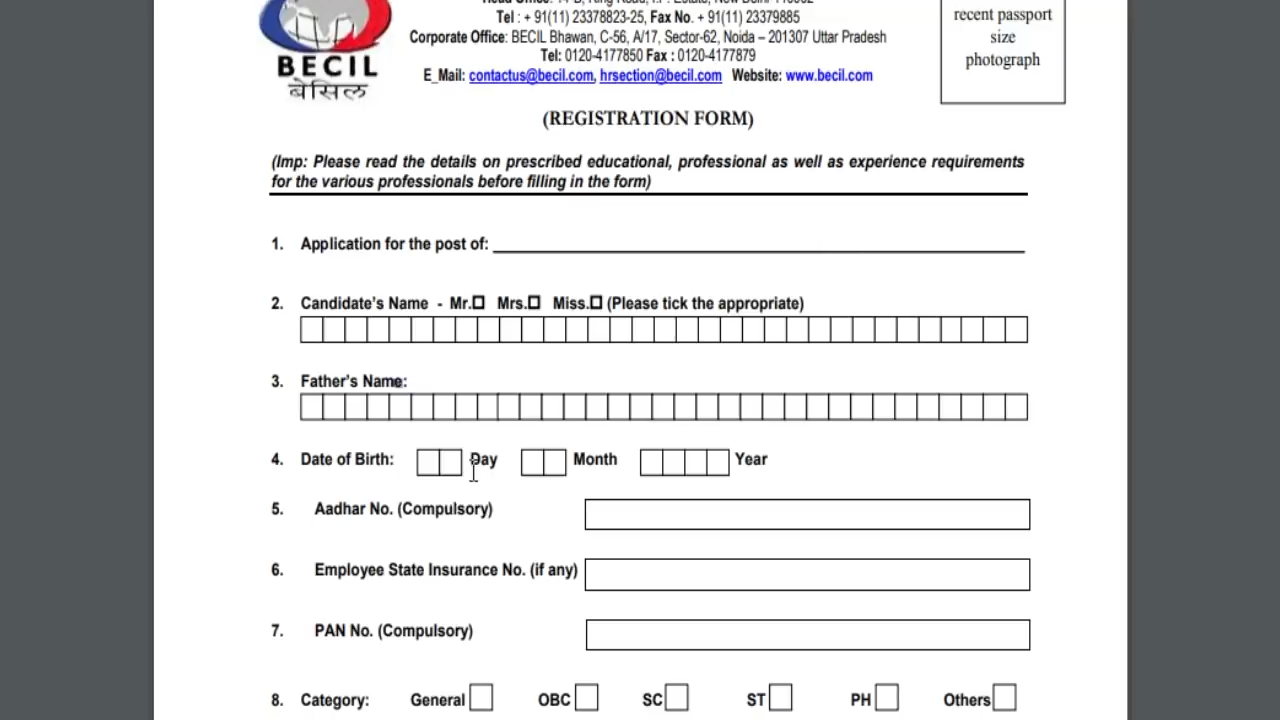 Tel : + 91(11) 23378823-25, Fax No. + 91(11) 23379885
Corporate Office: BECIL Bhawan, C-56, A/17, Sector-62, Noida – 201307 Uttar Pradesh
Tel: 0120-4177850 Fax : 0120-4177879
E_Mail: contactus@becil.com, hrsection@becil.com Website: www.becil.com
BECIL
बेसिल
recent passport
size
photograph
(REGISTRATION FORM)
(Imp: Please read the details on prescribed educational, professional as well as experience requirements
for the various professionals before filling in the form)
1. Application for the post of:
2. Candidate's Name - Mr. Mrs. Miss. (Please tick the appropriate)
3. Father's Name:
4. Date of Birth: Day Month Year
5. Aadhar No. (Compulsory)
6. Employee State Insurance No. (if any)
7. PAN No. (Compulsory)
8. Category: General OBC SC ST PH Others